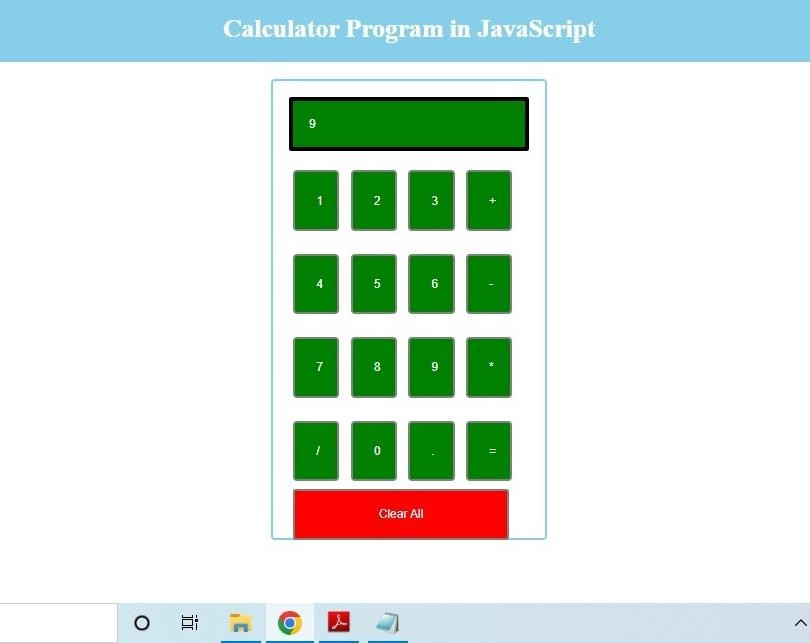 Calculator Program in JavaScript
9
1 2 3 +
4 5 6 -
7 8 9 *
/ 0 . =
Clear All